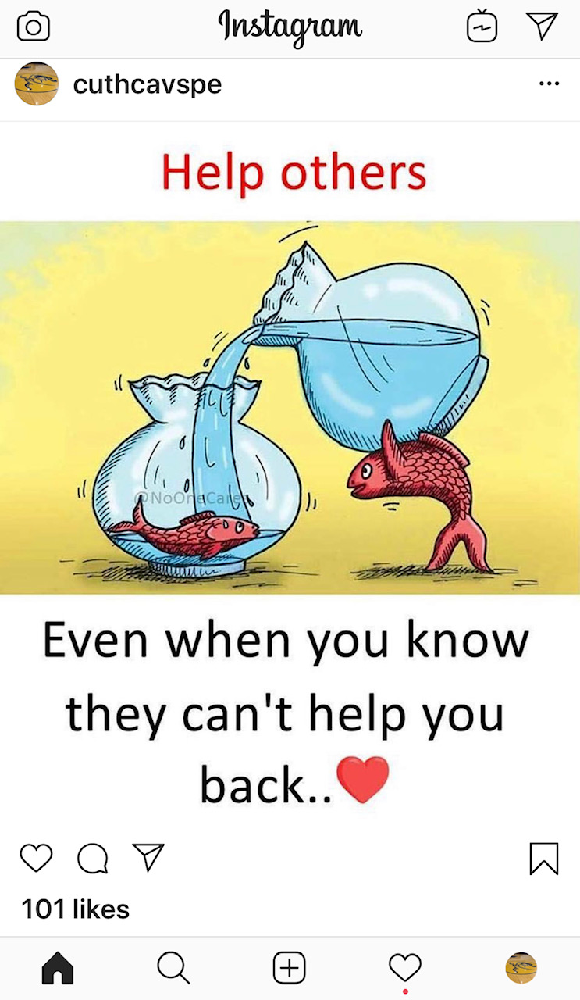 Instagram
cuthcavspe
Help others
@NoOneCares
Even when you know
they can't help you
back..
101 likes